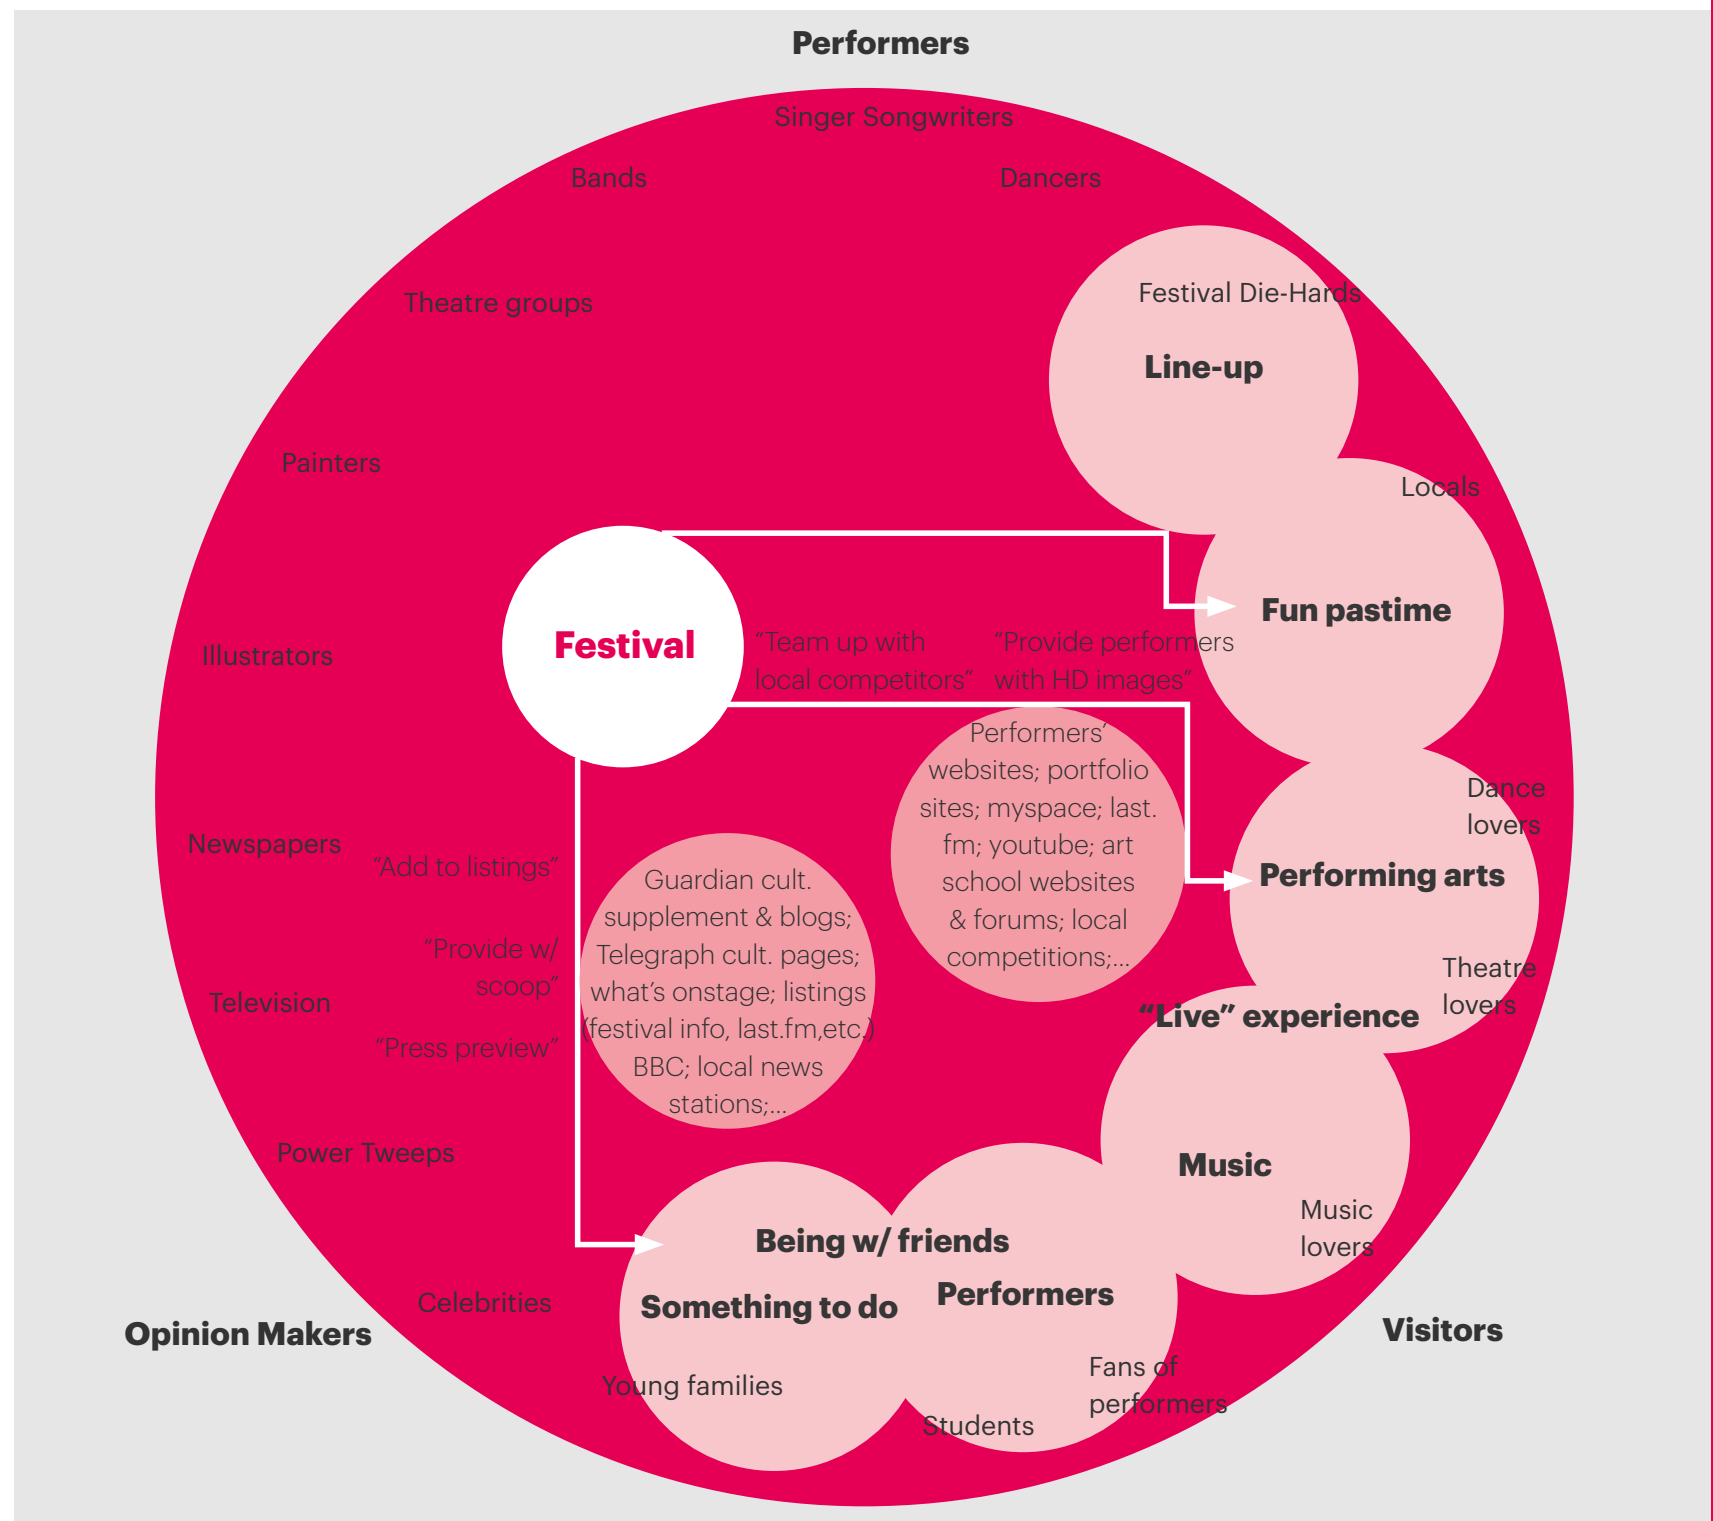 Performers
Singer Songwriters
Bands
Dancers
Theatre groups
Festival Die-Hards
Line-up
Painters
Locals
Illustrators
Festival
“Team up with
local competitors”
“Provide performers
with HD images”
Fun pastime
Performers’
websites; portfolio
sites; myspace; last.
fm; youtube; art
school websites
& forums; local
competitions;...
Dance
lovers
Performing arts
Theatre
lovers
Newspapers
“Add to listings”
“Provide w/
scoop”
Television
“Press preview”
Guardian cult.
supplement & blogs;
Telegraph cult. pages;
what’s onstage; listings
(festival info, last.fm,etc.)
BBC; local news
stations;...
“Live” experience
Music
Music
lovers
Power Tweeps
Being w/ friends
Something to do
Performers
Celebrities
Opinion Makers
Visitors
Young families
Students
Fans of
performers